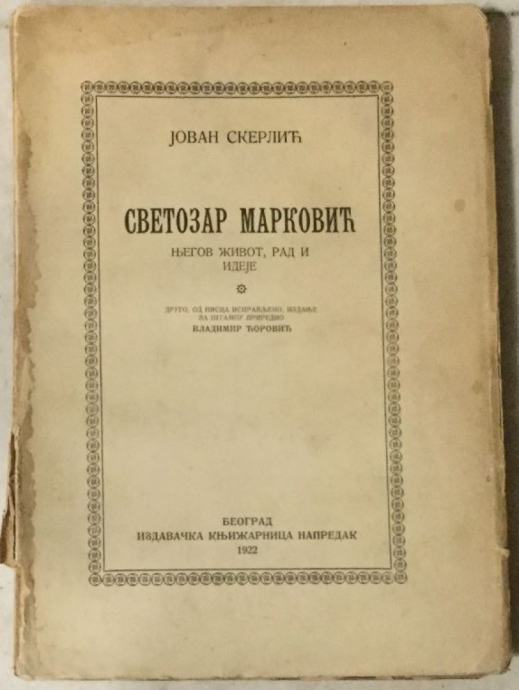 ЈОВАН СКЕРЛИЋ
СВЕТОЗАР МАРКОВИЋ
ЊЕГОВ ЖИВОТ, РАД И
ИДЕЈЕ
ДРУГО, ОД ПИСЦА ИСПРАВЉЕНО, ИЗДАЊЕ
ЗА ШТАМПУ ПРИРЕДИО
ВЛАДИМИР ЋОРОВИЋ
БЕОГРАД
ИЗДАВАЧКА КЊИЖАРНИЦА НАПРЕДАК
1922